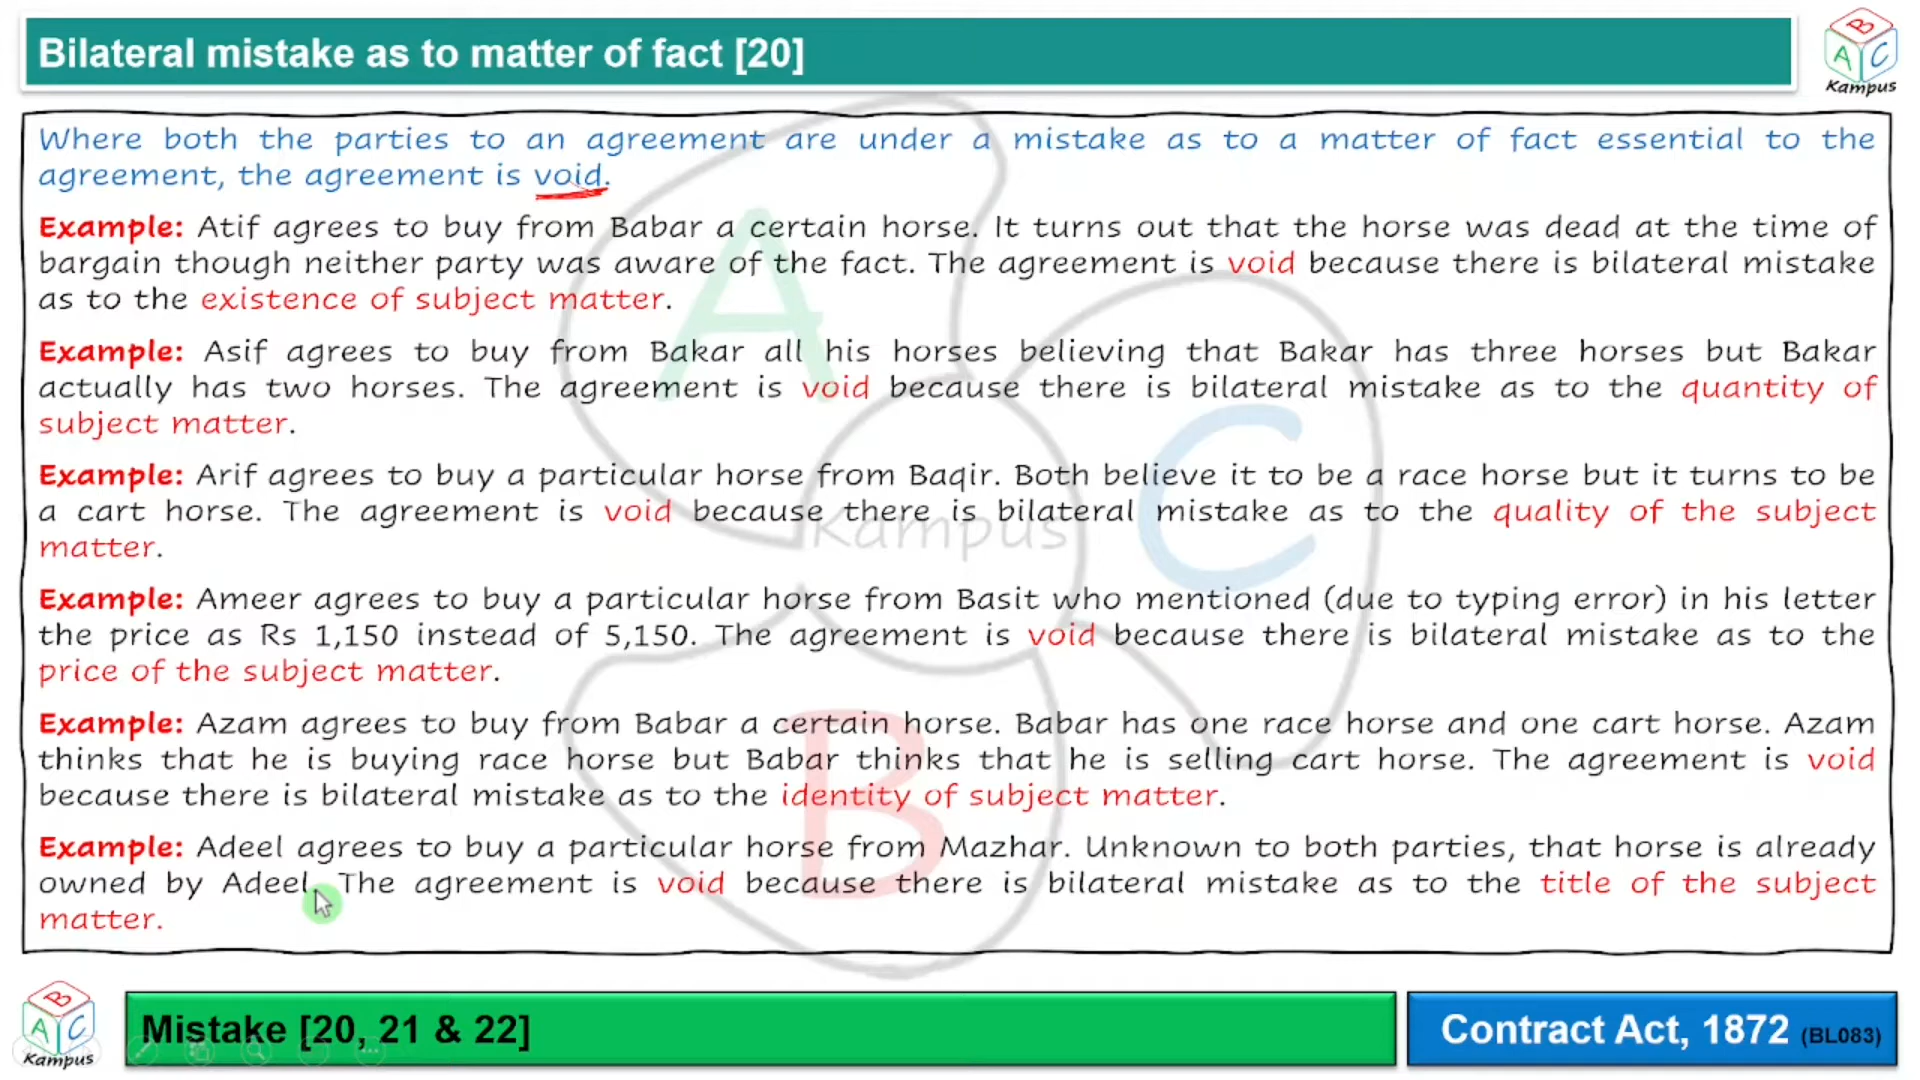 Bilateral mistake as to matter of fact [20]
B
A C
Kampus
Where both the parties to an agreement are under a mistake as to a matter of fact essential to the
agreement, the agreement is void.
Example: Atif agrees to buy from Babar a certain horse. It turns out that the horse was dead at the time of
bargain though neither party was aware of the fact. The agreement is void because there is bilateral mistake
as to the existence of subject matter.
Example: Asif agrees to buy from Bakar all his horses believing that Bakar has three horses but Bakar
actually has two horses. The agreement is void because there is bilateral mistake as to the quantity of
subject matter.
Example: Arif agrees to buy a particular horse from Baqir. Both believe it to be a race horse but it turns to be
a cart horse. The agreement is void because there is bilateral mistake as to the quality of the subject
matter.
Example: Ameer agrees to buy a particular horse from Basit who mentioned (due to typing error) in his letter
the price as Rs 1,150 instead of 5,150. The agreement is void because there is bilateral mistake as to the
price of the subject matter.
Example: Azam agrees to buy from Babar a certain horse. Babar has one race horse and one cart horse. Azam
thinks that he is buying race horse but Babar thinks that he is selling cart horse. The agreement is void
because there is bilateral mistake as to the identity of subject matter.
Example: Adeel agrees to buy a particular horse from Mazhar. Unknown to both parties, that horse is already
owned by Adeel. The agreement is void because there is bilateral mistake as to the title of the subject
matter.
A
C
Kampus
B
B
A C
Kampus
Mistake [20, 21 & 22]
Contract Act, 1872 (BL083)